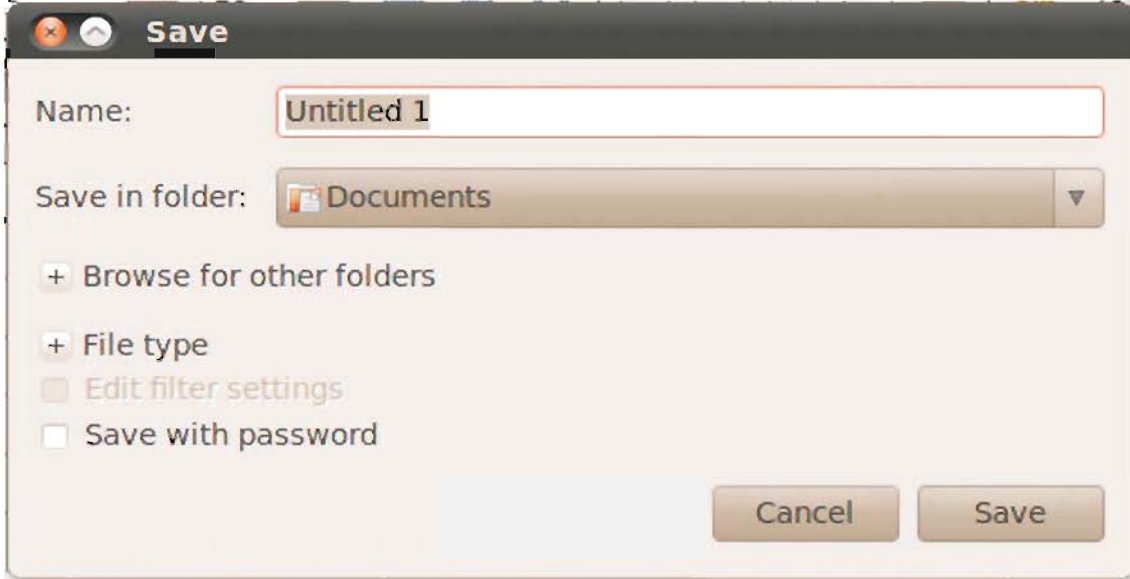 Save
Name: Untitled 1
Save in folder: Documents
+ Browse for other folders
+ File type
Edit filter settings
Save with password
Cancel Save